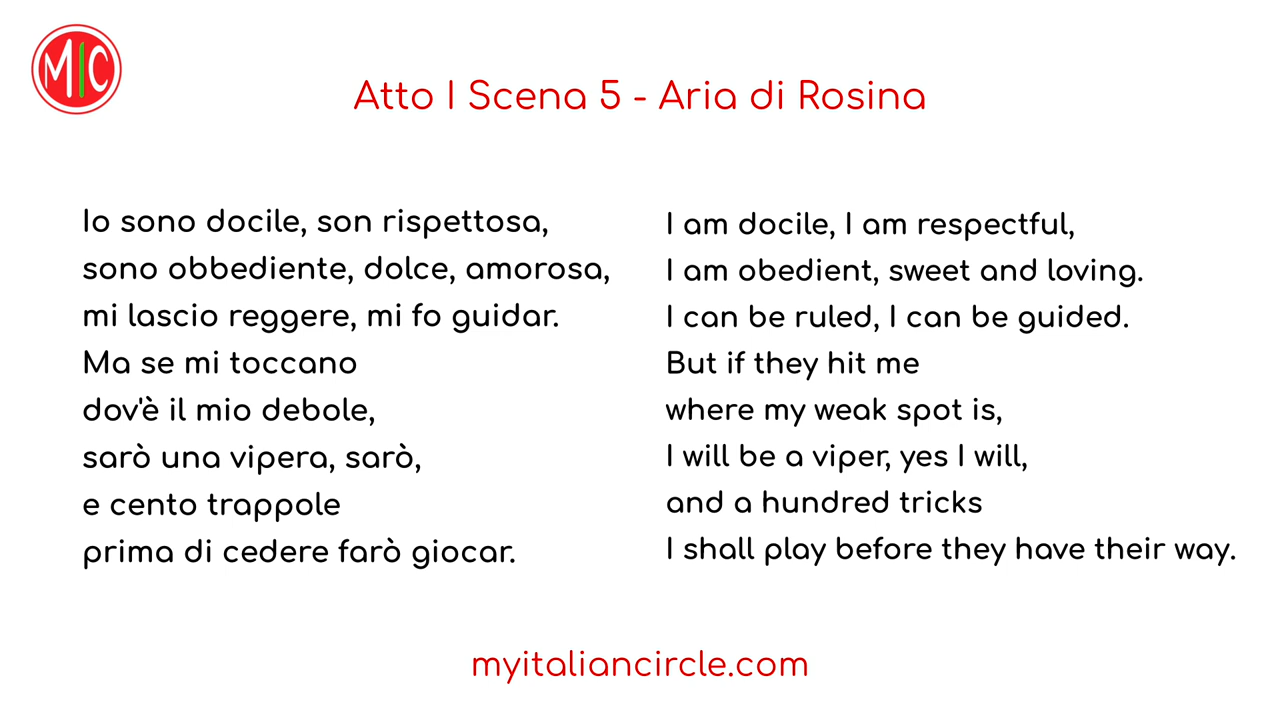 MIC
Atto I Scena 5 - Aria di Rosina
Io sono docile, son rispettosa,
sono obbediente, dolce, amorosa,
mi lascio reggere, mi fo guidar.
Ma se mi toccano
dov'è il mio debole,
sarò una vipera, sarò,
e cento trappole
prima di cedere farò giocar.
I am docile, I am respectful,
I am obedient, sweet and loving.
I can be ruled, I can be guided.
But if they hit me
where my weak spot is,
I will be a viper, yes I will,
and a hundred tricks
I shall play before they have their way.
myitaliancircle.com